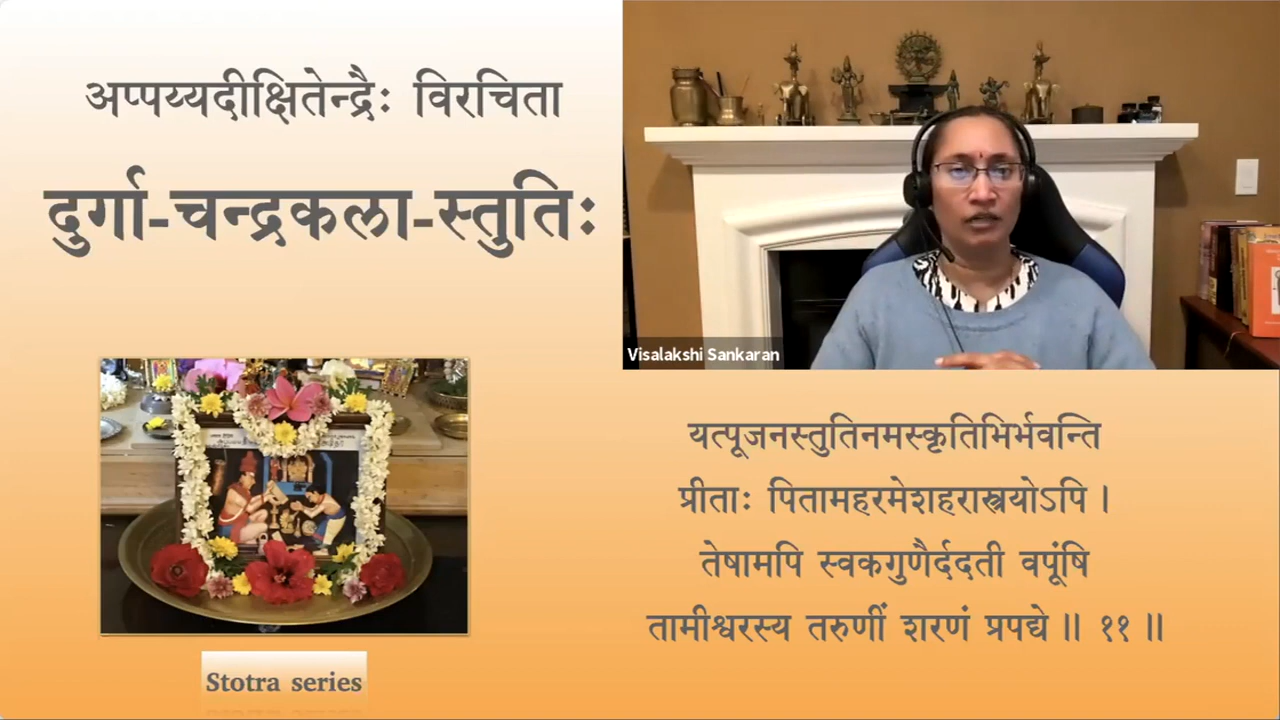 अप्पय्यदीक्षितेन्द्रैः विरचिता
दुर्गा-चन्द्रकला-स्तुतिः
Visalakshi Sankaran
यत्पूजनस्तुतिनमस्कृतिभिर्भवन्ति
प्रीताः पितामहरमेशहरास्त्रयोऽपि ।
तेषामपि स्वकगुणैर्ददती वपूंषि
तामीश्वरस्य तरुणीं शरणं प्रपद्ये ॥ ११ ॥
Stotra series